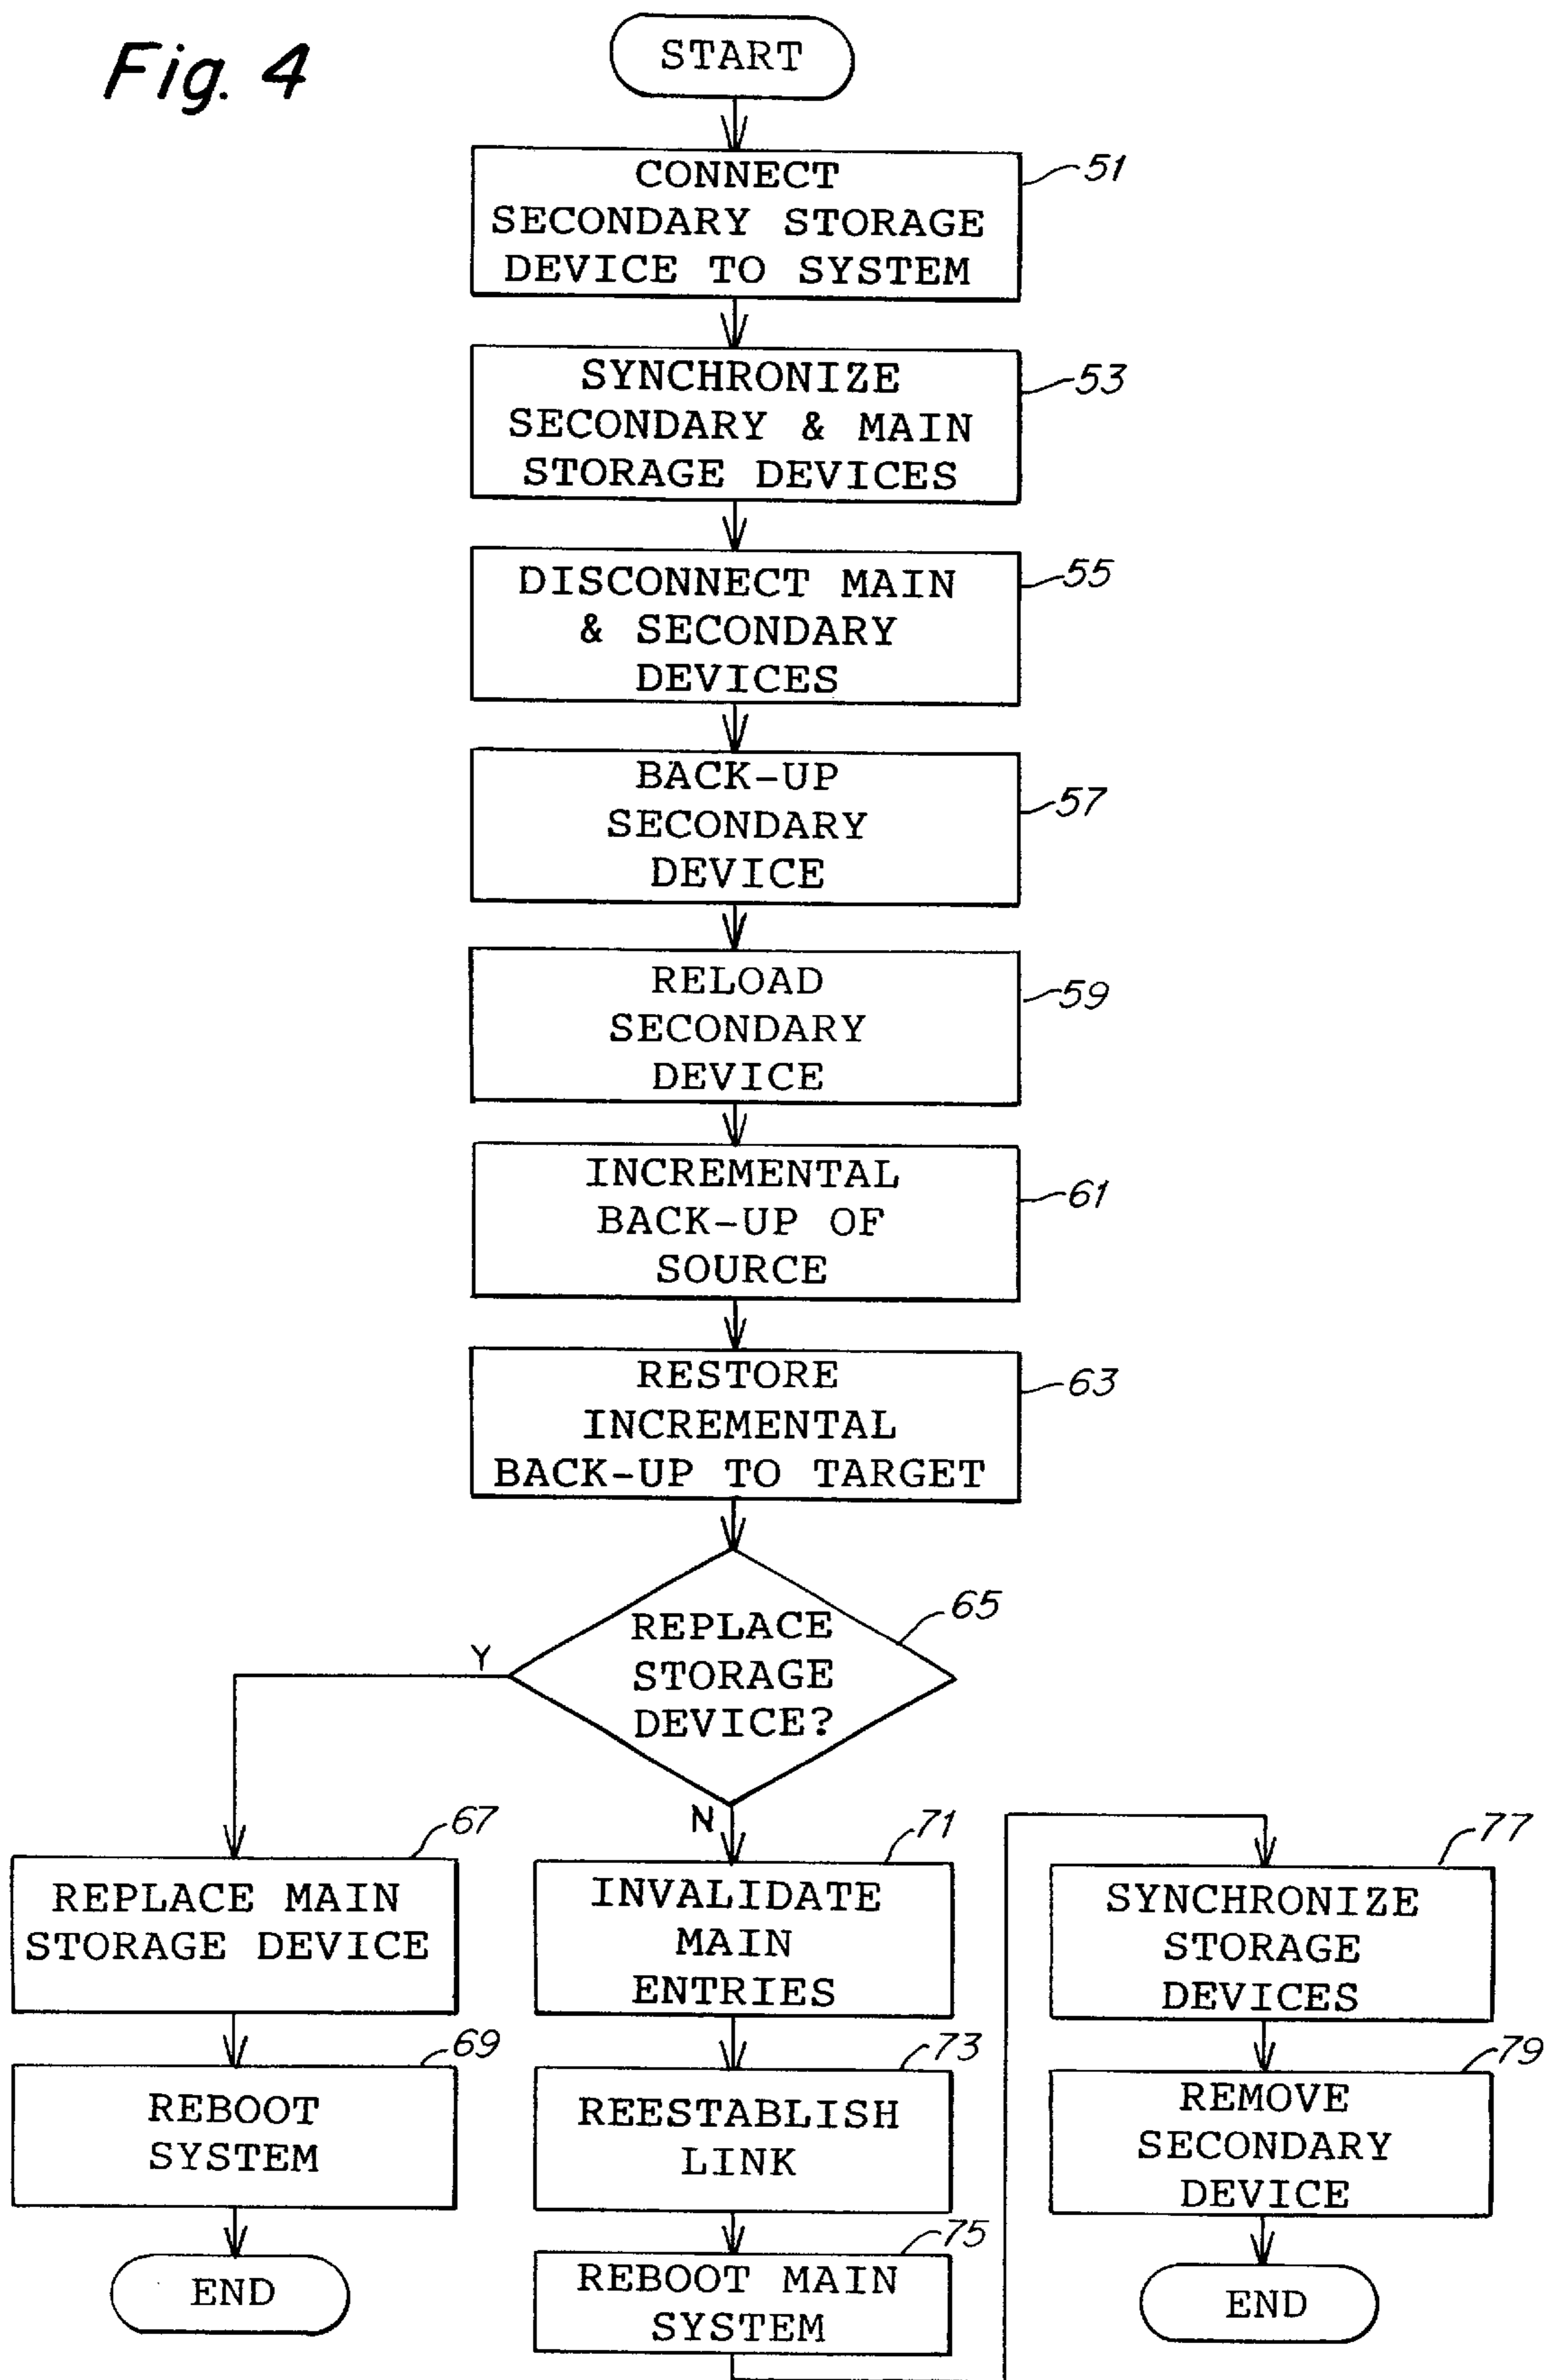 Fig. 4
START
CONNECT
SECONDARY STORAGE
DEVICE TO SYSTEM
51
SYNCHRONIZE
SECONDARY & MAIN
STORAGE DEVICES
53
DISCONNECT MAIN
& SECONDARY
DEVICES
55
BACK-UP
SECONDARY
DEVICE
57
RELOAD
SECONDARY
DEVICE
59
INCREMENTAL
BACK-UP OF
SOURCE
61
RESTORE
INCREMENTAL
BACK-UP TO TARGET
63
REPLACE
STORAGE
DEVICE?
65
Y
N
67
REPLACE MAIN
STORAGE DEVICE
69
REBOOT
SYSTEM
END
71
INVALIDATE
MAIN
ENTRIES
73
REESTABLISH
LINK
75
REBOOT MAIN
SYSTEM
77
SYNCHRONIZE
STORAGE
DEVICES
79
REMOVE
SECONDARY
DEVICE
END